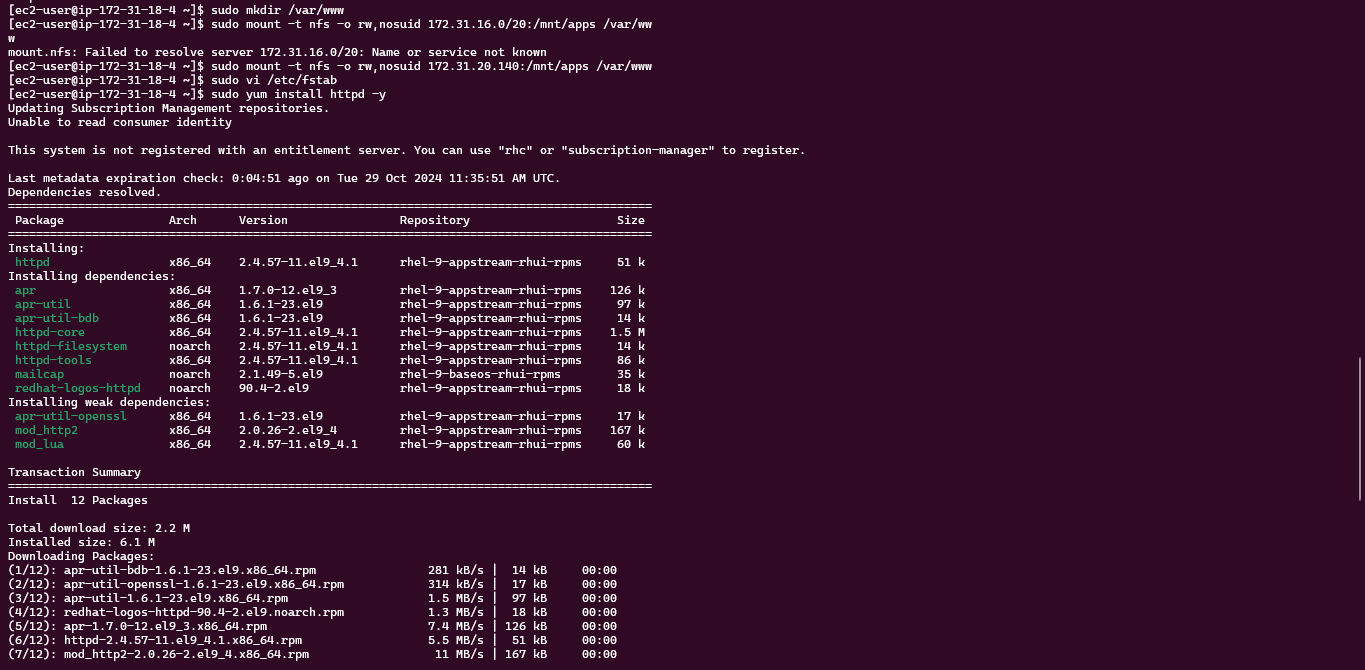 [ec2-user@ip-172-31-18-4 ~]$ sudo mkdir /var/www
[ec2-user@ip-172-31-18-4 ~]$ sudo mount -t nfs -o rw,nosuid 172.31.16.0/20:/mnt/apps /var/ww
w
mount.nfs: Failed to resolve server 172.31.16.0/20: Name or service not known
[ec2-user@ip-172-31-18-4 ~]$ sudo mount -t nfs -o rw,nosuid 172.31.20.140:/mnt/apps /var/www
[ec2-user@ip-172-31-18-4 ~]$ sudo vi /etc/fstab
[ec2-user@ip-172-31-18-4 ~]$ sudo yum install httpd -y
Updating Subscription Management repositories.
Unable to read consumer identity
This system is not registered with an entitlement server. You can use "rhc" or "subscription-manager" to register.
Last metadata expiration check: 0:04:51 ago on Tue 29 Oct 2024 11:35:51 AM UTC.
Dependencies resolved.
============================================================================================
Package Arch Version Repository Size
============================================================================================
Installing:
httpd x86_64 2.4.57-11.el9_4.1 rhel-9-appstream-rhui-rpms 51 k
Installing dependencies:
apr x86_64 1.7.0-12.el9_3 rhel-9-appstream-rhui-rpms 126 k
apr-util x86_64 1.6.1-23.el9 rhel-9-appstream-rhui-rpms 97 k
apr-util-bdb x86_64 1.6.1-23.el9 rhel-9-appstream-rhui-rpms 14 k
httpd-core x86_64 2.4.57-11.el9_4.1 rhel-9-appstream-rhui-rpms 1.5 M
httpd-filesystem noarch 2.4.57-11.el9_4.1 rhel-9-appstream-rhui-rpms 14 k
httpd-tools x86_64 2.4.57-11.el9_4.1 rhel-9-appstream-rhui-rpms 86 k
mailcap noarch 2.1.49-5.el9 rhel-9-baseos-rhui-rpms 35 k
redhat-logos-httpd noarch 90.4-2.el9 rhel-9-appstream-rhui-rpms 18 k
Installing weak dependencies:
apr-util-openssl x86_64 1.6.1-23.el9 rhel-9-appstream-rhui-rpms 17 k
mod_http2 x86_64 2.0.26-2.el9_4 rhel-9-appstream-rhui-rpms 167 k
mod_lua x86_64 2.4.57-11.el9_4.1 rhel-9-appstream-rhui-rpms 60 k
Transaction Summary
============================================================================================
Install 12 Packages
Total download size: 2.2 M
Installed size: 6.1 M
Downloading Packages:
(1/12): apr-util-bdb-1.6.1-23.el9.x86_64.rpm 281 kB/s | 14 kB 00:00
(2/12): apr-util-openssl-1.6.1-23.el9.x86_64.rpm 314 kB/s | 17 kB 00:00
(3/12): apr-util-1.6.1-23.el9.x86_64.rpm 1.5 MB/s | 97 kB 00:00
(4/12): redhat-logos-httpd-90.4-2.el9.noarch.rpm 1.3 MB/s | 18 kB 00:00
(5/12): apr-1.7.0-12.el9_3.x86_64.rpm 7.4 MB/s | 126 kB 00:00
(6/12): httpd-2.4.57-11.el9_4.1.x86_64.rpm 5.5 MB/s | 51 kB 00:00
(7/12): mod_http2-2.0.26-2.el9_4.x86_64.rpm 11 MB/s | 167 kB 00:00